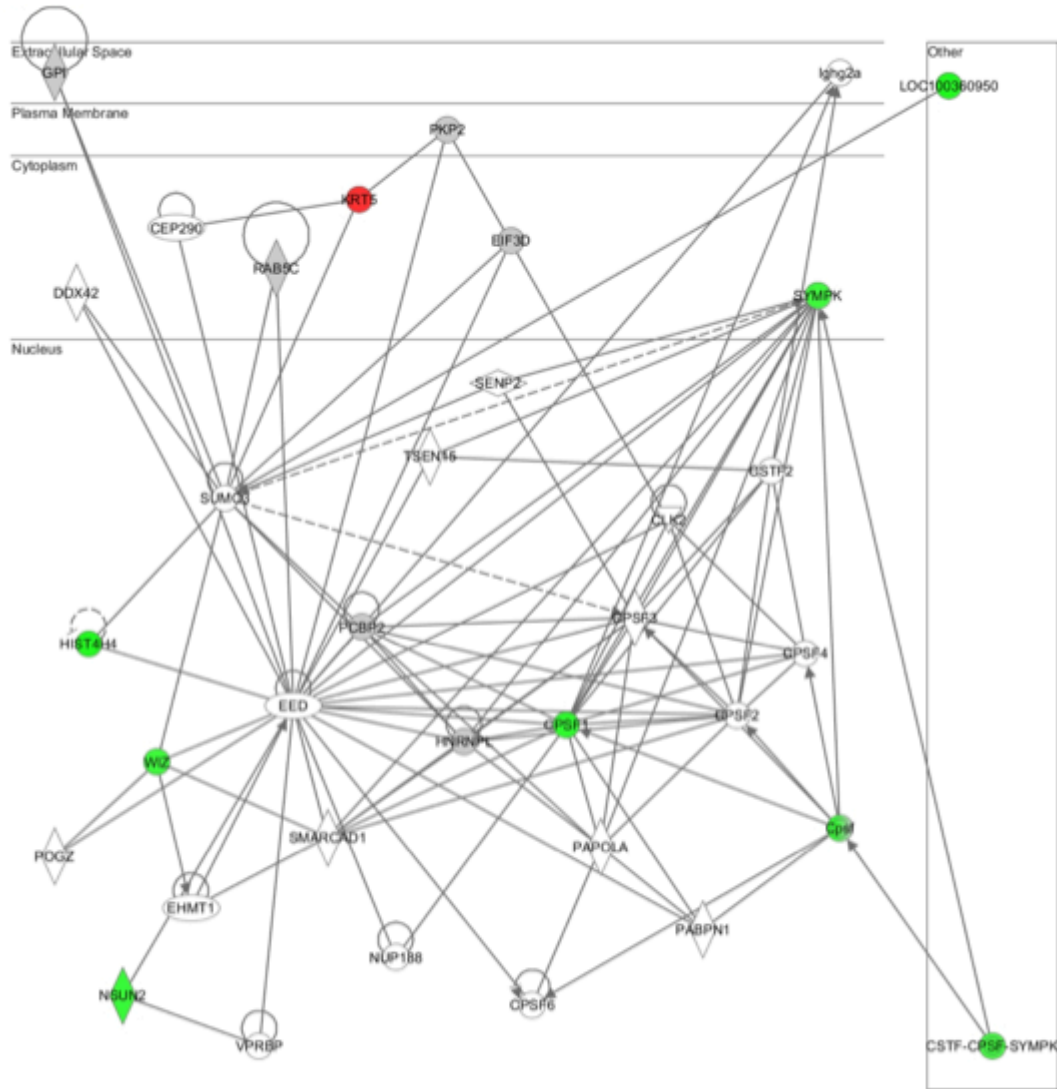 Extracellular Space
Other
GPI
Ighg2a
LOC100360950
Plasma Membrane
PKP2
Cytoplasm
KRT5
CEP290
EIF3D
RAB5C
DDX42
SYMPK
Nucleus
SENP2
TSEN15
CSTF2
SUMO3
CLK2
PCBP2
CPSF3
HIST4H4
CPSF4
EED
CPSF2
CPSF1
HNRNPL
WIZ
Cpsf
SMARCAD1
PAPOLA
POGZ
EHMT1
PABPN1
NUP188
NSUN2
CPSF6
VPRBP
CSTF-CPSF-SYMPK